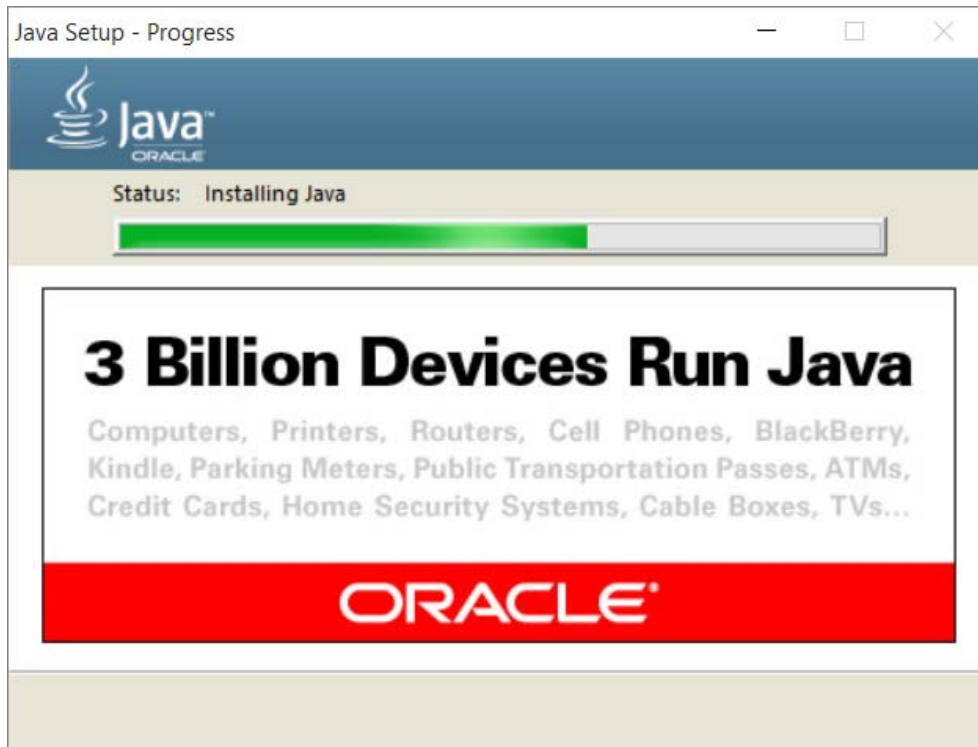 Java Setup - Progress
Java™
ORACLE
Status: Installing Java
3 Billion Devices Run Java
Computers, Printers, Routers, Cell Phones, BlackBerry,
Kindle, Parking Meters, Public Transportation Passes, ATMs,
Credit Cards, Home Security Systems, Cable Boxes, TVs...
ORACLE®